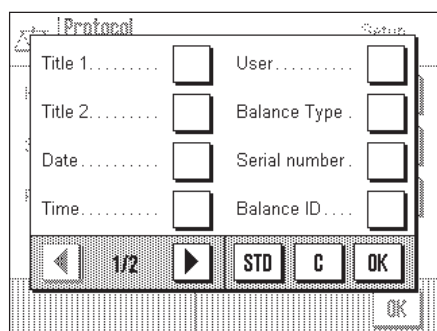 Protocol Setup
Title 1......... User..........
Title 2......... Balance Type .
Date.......... Serial number.
Time.......... Balance ID....
1/2 STD C OK
OK